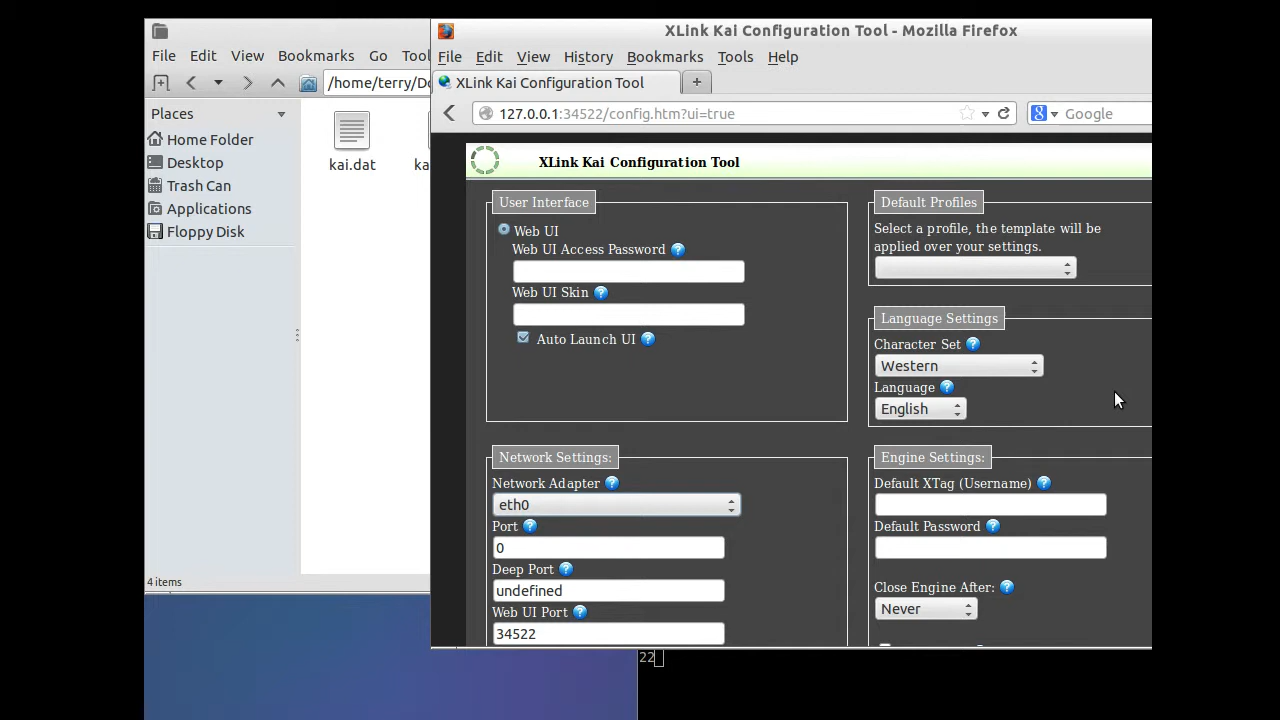 File Edit View Bookmarks Go
/home/terry/
Places
Home Folder
Desktop
Trash Can
Applications
Floppy Disk
kai.dat
4 items
XLink Kai Configuration Tool - Mozilla Firefox
File Edit View History Bookmarks Tools Help
XLink Kai Configuration Tool +
127.0.0.1:34522/config.htm?ui=true
Google
XLink Kai Configuration Tool
User Interface
Web UI
Web UI Access Password ?
Web UI Skin ?
Auto Launch UI ?
Default Profiles
Select a profile, the template will be
applied over your settings.
Language Settings
Character Set ?
Western
Language ?
English
Network Settings:
Network Adapter ?
eth0
Port ?
0
Deep Port ?
undefined
Web UI Port ?
34522
Engine Settings:
Default XTag (Username) ?
Default Password ?
Close Engine After: ?
Never
22